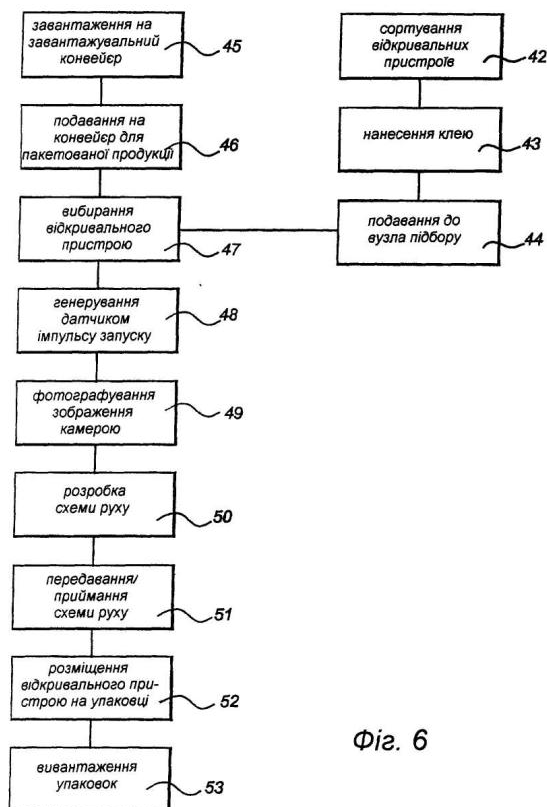 завантаження на
завантажувальний
конвейєр
45
подавання на
конвейєр для
пакетованої продукції
46
вибирання
відкривального
пристрою
47
генерування
датчиком
імпульсу запуску
48
фотографування
зображення
камерою
49
розробка
схеми руху
50
передавання/
приймання
схеми руху
51
розміщення
відкривального при-
строю на упаковці
52
вивантаження
упаковок
53
сортування
відкривальних
пристроїв
42
нанесення клею
43
подавання до
вузла підбору
44
Фіг. 6